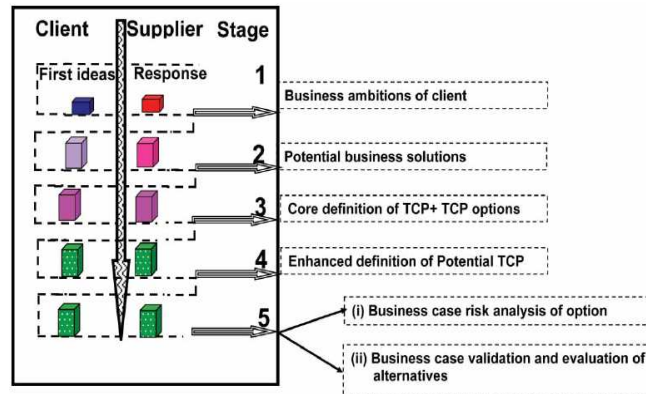 Client Supplier Stage
First ideas Response 1
Business ambitions of client
2
Potential business solutions
3
Core definition of TCP+ TCP options
4
Enhanced definition of Potential TCP
5
(i) Business case risk analysis of option
(ii) Business case validation and evaluation of
alternatives